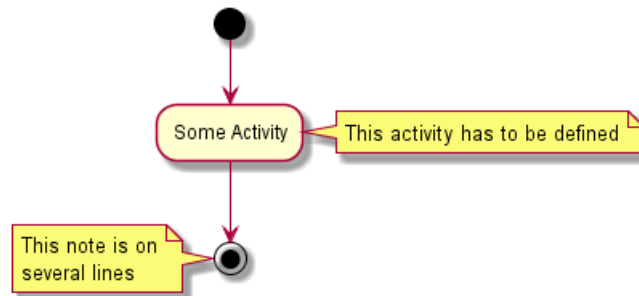 Some Activity
This activity has to be defined
This note is on
several lines